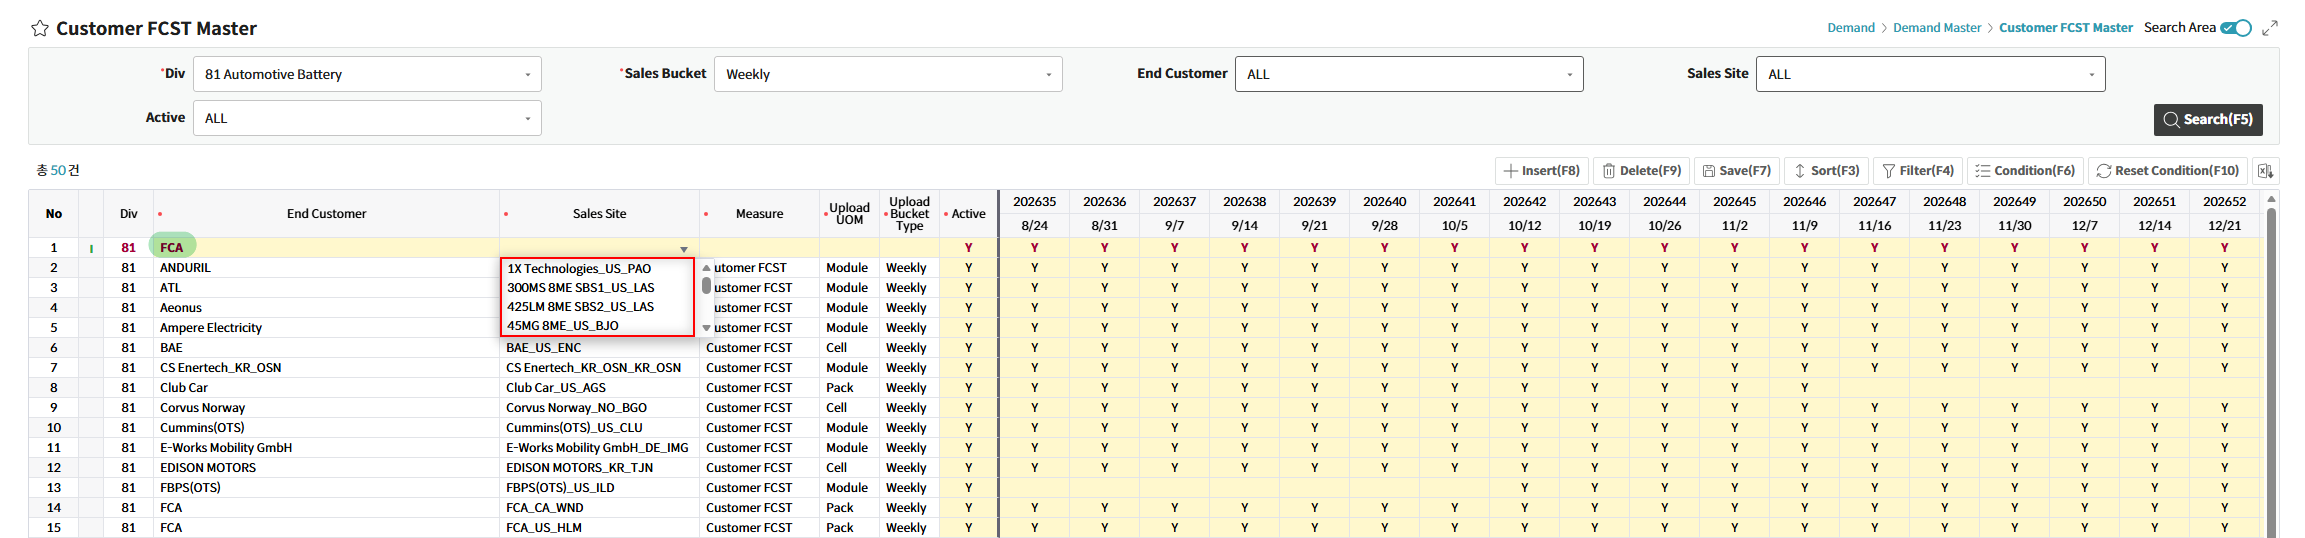 Customer FCST Master
Demand > Demand Master > Customer FCST Master Search Area
*Div 81 Automotive Battery *Sales Bucket Weekly End Customer ALL Sales Site ALL
Active ALL Search(F5)
총 50 건 Insert(F8) Delete(F9) Save(F7) Sort(F3) Filter(F4) Condition(F6) Reset Condition(F10)
No Div End Customer Sales Site Measure Upload UOM Upload Bucket Type Active 202635 202636 202637 202638 202639 202640 202641 202642 202643 202644 202645 202646 202647 202648 202649 202650 202651 202652
8/24 8/31 9/7 9/14 9/21 9/28 10/5 10/12 10/19 10/26 11/2 11/9 11/16 11/23 11/30 12/7 12/14 12/21
1 I 81 FCA Y Y Y Y Y Y Y Y Y Y Y Y Y Y Y Y Y Y Y
2 81 ANDURIL 1X Technologies_US_PAO utomer FCST Module Weekly Y Y Y Y Y Y Y Y Y Y Y Y Y Y Y Y Y Y Y
3 81 ATL 300MS 8ME SBS1_US_LAS ustomer FCST Module Weekly Y Y Y Y Y Y Y Y Y Y Y Y Y Y Y Y Y Y Y
4 81 Aeonus 425LM 8ME SBS2_US_LAS ustomer FCST Module Weekly Y Y Y Y Y Y Y Y Y Y Y Y Y Y Y Y Y Y Y
5 81 Ampere Electricity 45MG 8ME_US_BJO ustomer FCST Module Weekly Y Y Y Y Y Y Y Y Y Y Y Y Y Y Y Y Y Y Y
6 81 BAE BAE_US_ENC Customer FCST Cell Weekly Y Y Y Y Y Y Y Y Y Y Y Y Y Y Y Y Y Y Y
7 81 CS Enertech_KR_OSN CS Enertech_KR_OSN_KR_OSN Customer FCST Module Weekly Y Y Y Y Y Y Y Y Y Y Y Y Y Y Y Y Y Y Y
8 81 Club Car Club Car_US_AGS Customer FCST Pack Weekly Y Y Y Y Y Y Y Y Y Y Y Y Y
9 81 Corvus Norway Corvus Norway_NO_BGO Customer FCST Cell Weekly Y Y Y Y Y Y Y Y Y Y Y Y Y Y Y Y Y Y Y
10 81 Cummins(OTS) Cummins(OTS)_US_CLU Customer FCST Module Weekly Y Y Y Y Y Y Y Y Y Y Y Y Y Y Y Y Y Y Y
11 81 E-Works Mobility GmbH E-Works Mobility GmbH_DE_IMG Customer FCST Module Weekly Y Y Y Y Y Y Y Y Y Y Y Y Y Y Y Y Y Y Y
12 81 EDISON MOTORS EDISON MOTORS_KR_TJN Customer FCST Cell Weekly Y Y Y Y Y Y Y Y Y Y Y Y Y Y Y Y Y Y Y
13 81 FBPS(OTS) FBPS(OTS)_US_ILD Customer FCST Module Weekly Y Y Y Y Y Y Y Y Y Y Y Y
14 81 FCA FCA_CA_WND Customer FCST Pack Weekly Y Y Y Y Y Y Y Y Y Y Y Y Y Y Y Y Y Y Y
15 81 FCA FCA_US_HLM Customer FCST Pack Weekly Y Y Y Y Y Y Y Y Y Y Y Y Y Y Y Y Y Y Y